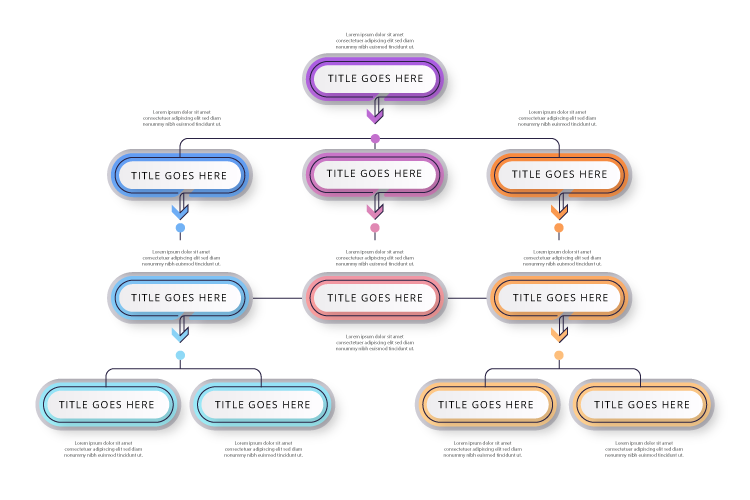 Lorem ipsum dolor sit amet
consectetuer adipiscing elit sed diam
nonummy nibh euismod tincidunt ut.
TITLE GOES HERE
Lorem ipsum dolor sit amet
consectetuer adipiscing elit sed diam
nonummy nibh euismod tincidunt ut.
Lorem ipsum dolor sit amet
consectetuer adipiscing elit sed diam
nonummy nibh euismod tincidunt ut.
TITLE GOES HERE
TITLE GOES HERE
TITLE GOES HERE
Lorem ipsum dolor sit amet
consectetuer adipiscing elit sed diam
nonummy nibh euismod tincidunt ut.
Lorem ipsum dolor sit amet
consectetuer adipiscing elit sed diam
nonummy nibh euismod tincidunt ut.
Lorem ipsum dolor sit amet
consectetuer adipiscing elit sed diam
nonummy nibh euismod tincidunt ut.
TITLE GOES HERE
TITLE GOES HERE
TITLE GOES HERE
Lorem ipsum dolor sit amet
consectetuer adipiscing elit sed diam
nonummy nibh euismod tincidunt ut.
TITLE GOES HERE
TITLE GOES HERE
TITLE GOES HERE
TITLE GOES HERE
Lorem ipsum dolor sit amet
consectetuer adipiscing elit sed diam
nonummy nibh euismod tincidunt ut.
Lorem ipsum dolor sit amet
consectetuer adipiscing elit sed diam
nonummy nibh euismod tincidunt ut.
Lorem ipsum dolor sit amet
consectetuer adipiscing elit sed diam
nonummy nibh euismod tincidunt ut.
Lorem ipsum dolor sit amet
consectetuer adipiscing elit sed diam
nonummy nibh euismod tincidunt ut.